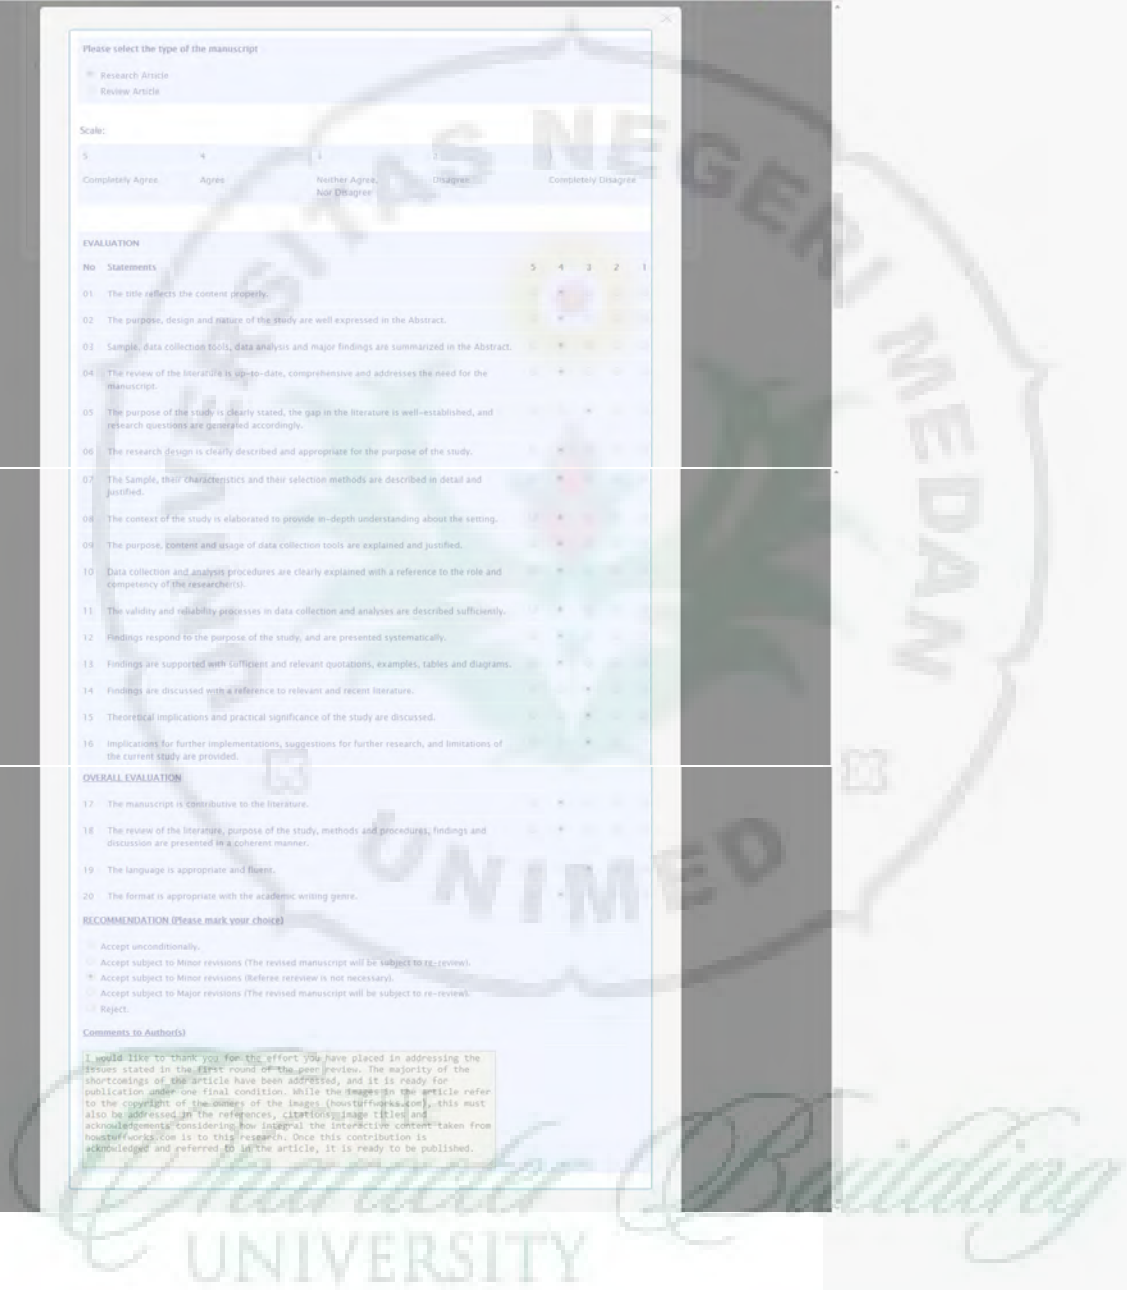 Please select the type of the manuscript
Research Article
Review Article
Scale:
5 4 3 2
Completely Agree, Agree Neither Agree, Disagree Completely Disagree
Nor Disagree
EVALUATION
No Statements 5 4 3 2 1
01 The title reflects the content properly.
02 The purpose, design and nature of the study are well expressed in the Abstract.
03 Sample, data collection tools, data analysis and major findings are summarized in the Abstract.
04 The review of the literature is up-to-date, comprehensive and addresses the need for the
manuscript.
05 The purpose of the study is clearly stated, the gap in the literature is well-established, and
research questions are generated accordingly.
06 The research design is clearly described and appropriate for the purpose of the study.
07 The Sample, their characteristics and their selection methods are described in detail and
justified.
08 The context of the study is elaborated to provide in-depth understanding about the setting.
09 The purpose, content and usage of data collection tools are explained and justified.
10 Data collection and analysis procedures are clearly explained with a reference to the role and
competency of the researcher(s).
11 The validity and reliability processes in data collection and analyses are described sufficiently.
12 Findings respond to the purpose of the study, and are presented systematically.
13 Findings are supported with sufficient and relevant quotations, examples, tables and diagrams.
14 Findings are discussed with a reference to relevant and recent literature.
15 Theoretical implications and practical significance of the study are discussed.
16 Implications for further implementations, suggestions for further research, and limitations of
the current study are provided.
OVERALL EVALUATION
17 The manuscript is contributive to the literature.
18 The review of the literature, purpose of the study, methods and procedures, findings and
discussion are presented in a coherent manner.
19 The language is appropriate and fluent.
20 The format is appropriate with the academic writing genre.
RECOMMENDATION (Please mark your choice)
Accept unconditionally.
Accept subject to Minor revisions (The revised manuscript will be subject to re-review).
Accept subject to Minor revisions (Referee rereview is not necessary).
Accept subject to Major revisions (The revised manuscript will be subject to re-review).
Reject.
Comments to Author(s)
I would like to thank you for the effort you have placed in addressing the
issues stated in the first round of the peer review. The majority of the
shortcomings of the article have been addressed, and it is ready for
publication under one final condition. While the images in the article refer
to the copyright of the owners of the images (howstuffworks.com), this must
also be addressed in the references, citations, image titles and
acknowledgements considering how integral the interactive content taken from
howstuffworks.com is to this research. Once this contribution is
acknowledged and referred to in the article, it is ready to be published.
UNIVERSITAS NEGERI MEDAN
UNIMED
THE
Character Building
UNIVERSITY